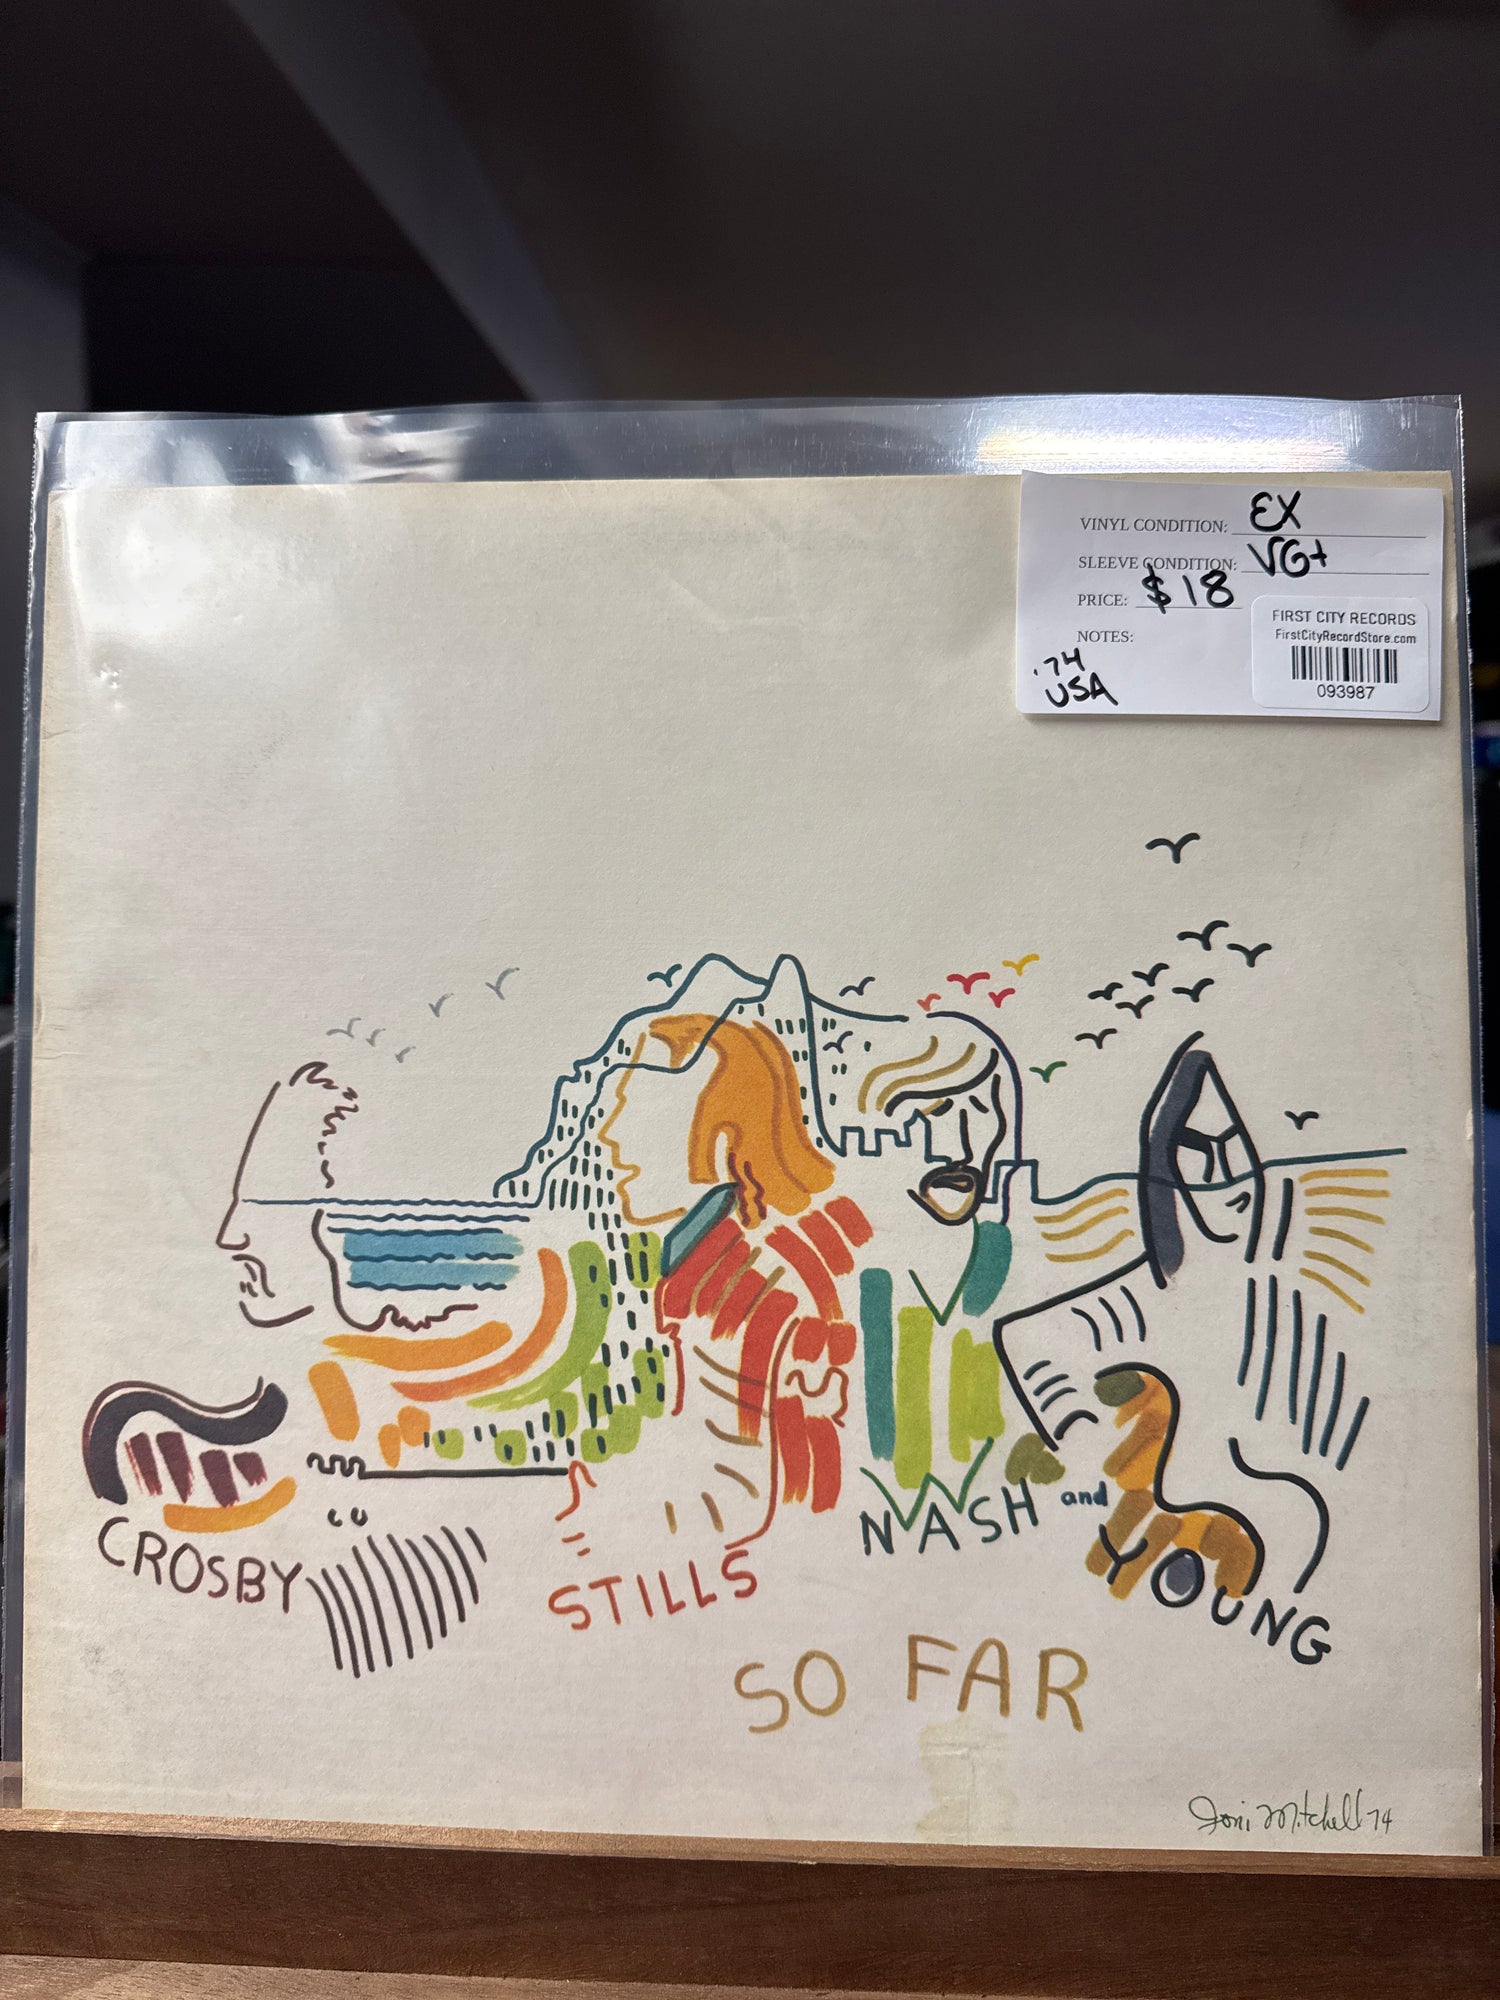 VINYL CONDITION: EX
SLEEVE CONDITION: VG+
PRICE: $18
NOTES:
'74
USA
FIRST CITY RECORDS
FirstCityRecordStore.com
093987
CROSBY
STILLS
NASH and
YOUNG
SO FAR
Joni Mitchell 74